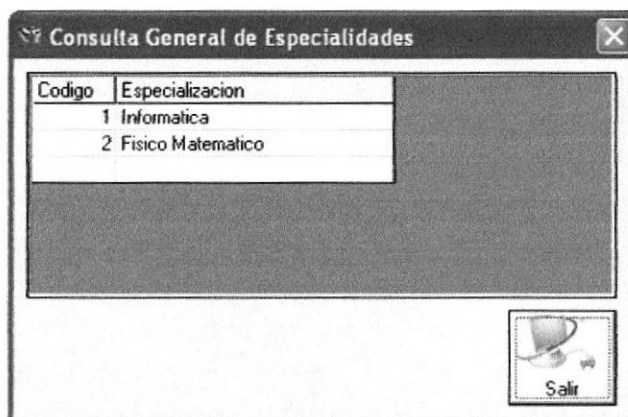 Consulta General de Especialidades
Codigo Especializacion
1 Informatica
2 Fisico Matematico
Salir